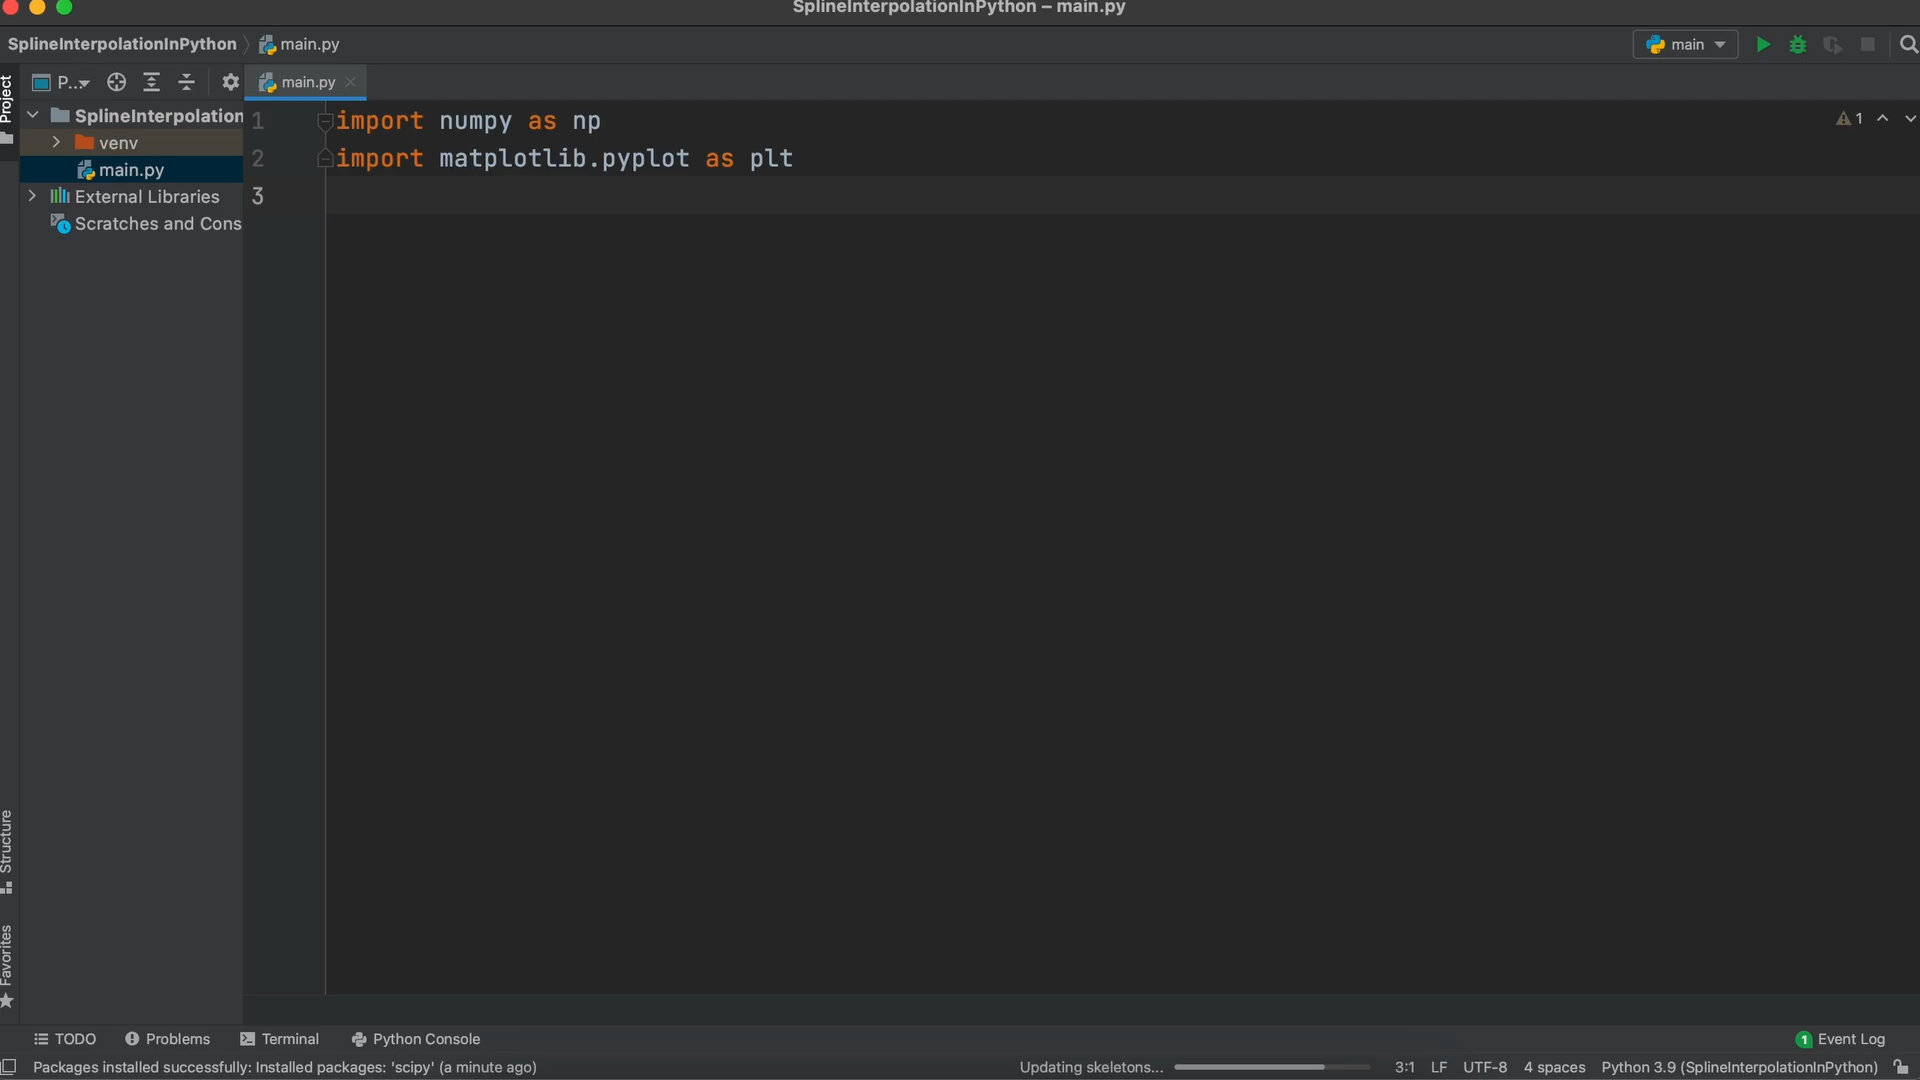 SplineInterpolationInPython – main.py
SplineInterpolationInPython main.py
main
Project
P...
main.py
SplineInterpolation
venv
main.py
External Libraries
Scratches and Cons
1 import numpy as np
2 import matplotlib.pyplot as plt
3
1
Structure
Favorites
TODO Problems Terminal Python Console
1 Event Log
Packages installed successfully: Installed packages: 'scipy' (a minute ago)
Updating skeletons... 3:1 LF UTF-8 4 spaces Python 3.9 (SplineInterpolationInPython)